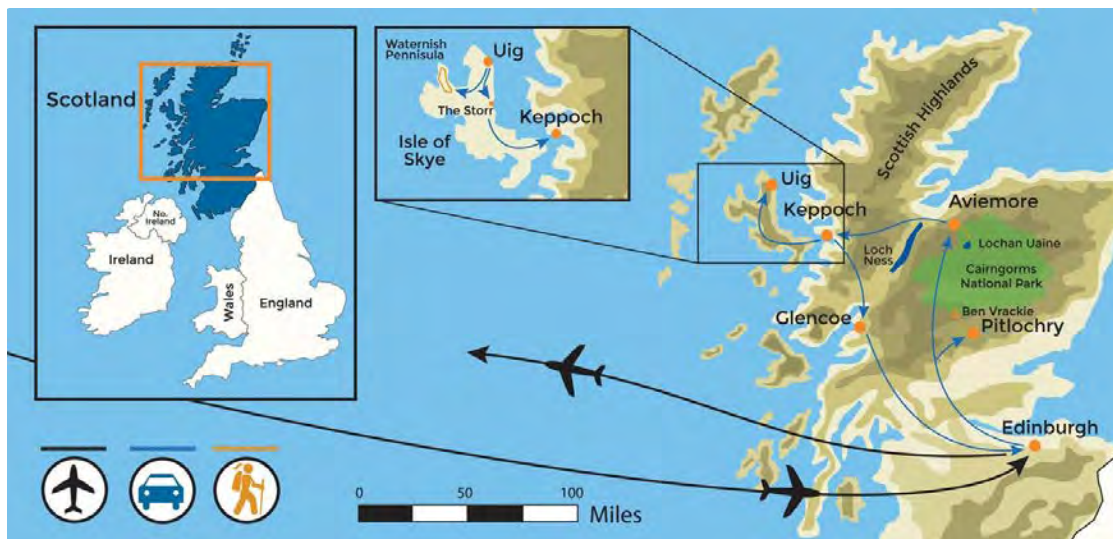 Scotland
No.
Ireland
Ireland
Wales
England
Waternish
Pennisula
Uig
The Storr
Keppoch
Isle of
Skye
Scottish Highlands
Uig
Keppoch
Aviemore
Loch
Ness
Lochan Uaine
Cairngorms
National Park
Ben Vrackie
Glencoe
Pitlochry
Edinburgh
0 50 100
Miles